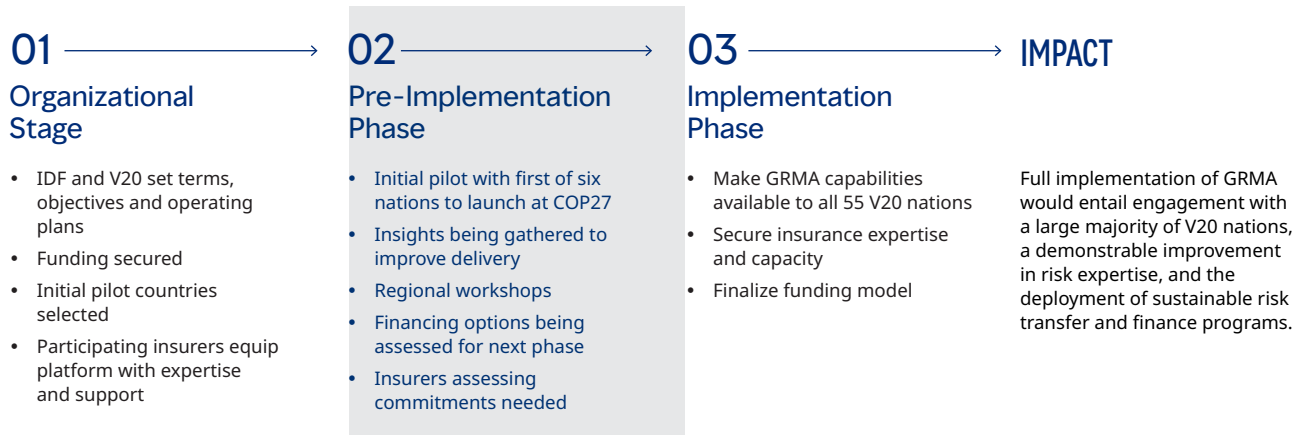 01
Organizational
Stage
• IDF and V20 set terms,
objectives and operating
plans
• Funding secured
• Initial pilot countries
selected
• Participating insurers equip
platform with expertise
and support
02
Pre-Implementation
Phase
• Initial pilot with first of six
nations to launch at COP27
• Insights being gathered to
improve delivery
• Regional workshops
• Financing options being
assessed for next phase
• Insurers assessing
commitments needed
03
Implementation
Phase
• Make GRMA capabilities
available to all 55 V20 nations
• Secure insurance expertise
and capacity
• Finalize funding model
IMPACT
Full implementation of GRMA
would entail engagement with
a large majority of V20 nations,
a demonstrable improvement
in risk expertise, and the
deployment of sustainable risk
transfer and finance programs.